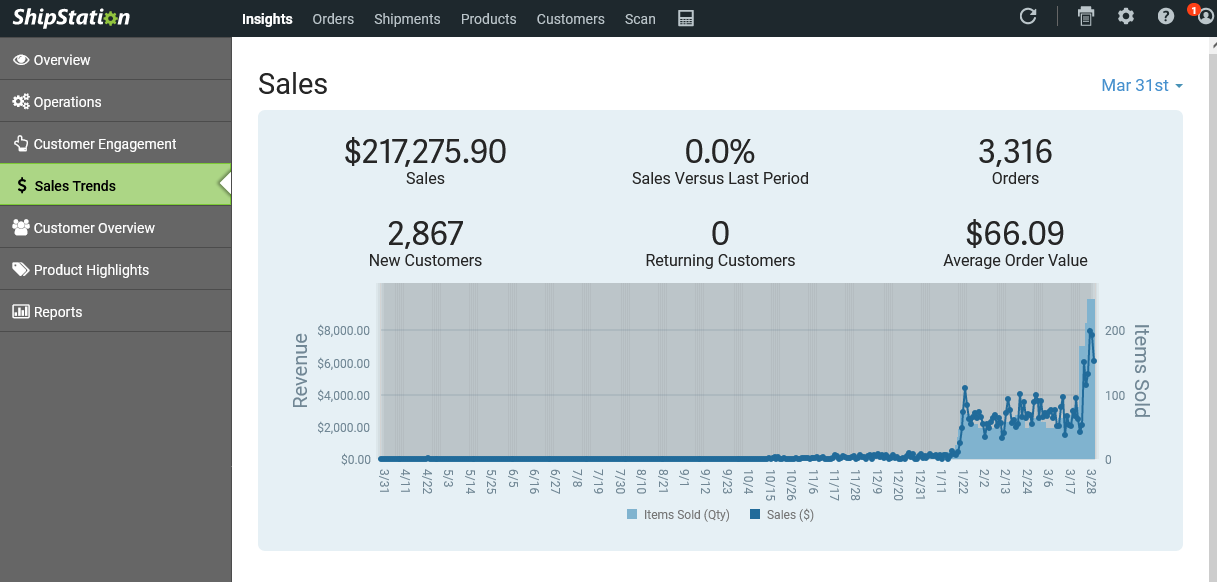 ShipStation
Insights Orders Shipments Products Customers Scan
1
Overview
Operations
Customer Engagement
Sales Trends
Customer Overview
Product Highlights
Reports
Sales
Mar 31st
$217,275.90
Sales
0.0%
Sales Versus Last Period
3,316
Orders
2,867
New Customers
0
Returning Customers
$66.09
Average Order Value
Revenue
$8,000.00
$6,000.00
$4,000.00
$2,000.00
$0.00
200
100
0
Items Sold
3/31 4/11 4/22 5/3 5/14 5/25 6/5 6/16 6/27 7/8 7/19 7/30 8/10 8/21 9/1 9/12 9/23 10/4 10/15 10/26 11/6 11/17 11/28 12/9 12/20 12/31 1/11 1/22 2/2 2/13 2/24 3/6 3/17 3/28
Items Sold (Qty) Sales ($)